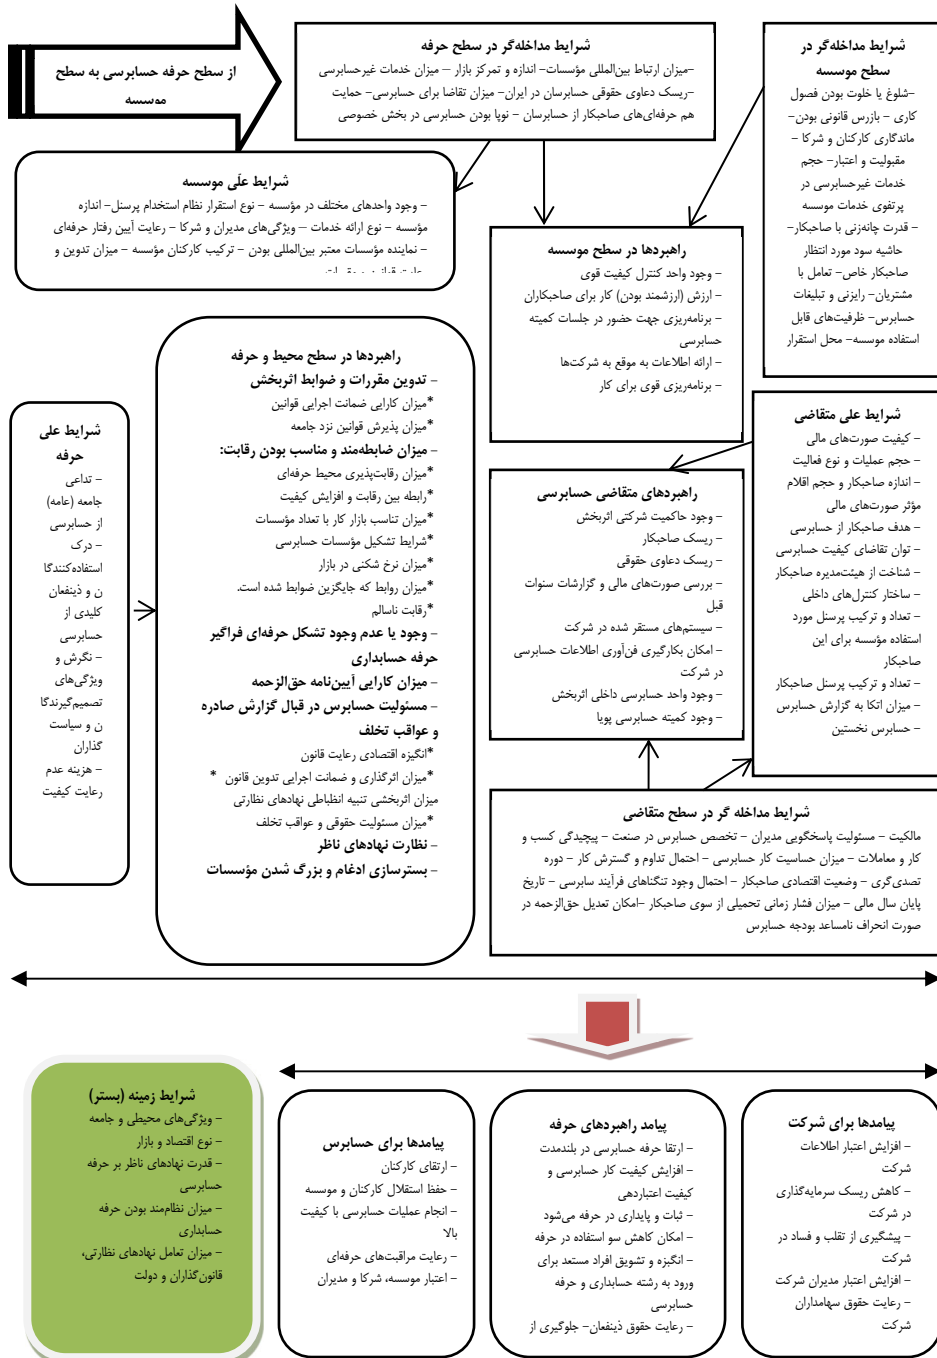 از سطح حرفه حسابرسی به سطح
موسسه
شرایط مداخله‌گر در سطح حرفه
-میزان ارتباط بین‌المللی مؤسسات- اندازه و تمرکز بازار – میزان خدمات غیرحسابرسی
-ریسک دعاوی حقوقی حسابرسان در ایران- میزان تقاضا برای حسابرسی- حمایت
هم حرفه‌ای‌های صاحبکار از حسابرسان – نوپا بودن حسابرسی در بخش خصوصی
شرایط مداخله‌گر در
سطح موسسه
-شلوغ یا خلوت بودن فصول
کاری – بازرس قانونی بودن-
ماندگاری کارکنان و شرکا –
مقبولیت و اعتبار- حجم
خدمات غیرحسابرسی در
پرتفوی خدمات موسسه
– قدرت چانه‌زنی با صاحبکار-
حاشیه سود مورد انتظار
صاحبکار خاص- تعامل با
مشتریان- رایزنی و تبلیغات
حسابرس- ظرفیت‌های قابل
استفاده موسسه- محل استقرار
شرایط علّی موسسه
– وجود واحدهای مختلف در مؤسسه – نوع استقرار نظام استخدام پرسنل- اندازه
مؤسسه – نوع ارائه خدمات – ویژگی‌های مدیران و شرکا – رعایت آیین رفتار حرفه‌ای
– نماینده مؤسسات معتبر بین‌المللی بودن – ترکیب کارکنان مؤسسه – میزان تدوین و
راهبردها در سطح موسسه
– وجود واحد کنترل کیفیت قوی
– ارزش (ارزشمند بودن) کار برای صاحبکاران
– برنامه‌ریزی جهت حضور در جلسات کمیته
حسابرسی
– ارائه اطلاعات به موقع به شرکت‌ها
– برنامه‌ریزی قوی برای کار
راهبردها در سطح محیط و حرفه
– تدوین مقررات و ضوابط اثربخش
*میزان کارایی ضمانت اجرایی قوانین
*میزان پذیرش قوانین نزد جامعه
– میزان ضابطه‌مند و مناسب بودن رقابت:
*میزان رقابت‌پذیری محیط حرفه‌ای
*رابطه بین رقابت و افزایش کیفیت
*میزان تناسب بازار کار با تعداد مؤسسات
*شرایط تشکیل مؤسسات حسابرسی
*میزان نرخ شکنی در بازار
*میزان روابط که جایگزین ضوابط شده است.
*رقابت ناسالم
– وجود یا عدم وجود تشکل حرفه‌ای فراگیر
حرفه حسابداری
– میزان کارایی آیین‌نامه حق‌الزحمه
– مسئولیت حسابرس در قبال گزارش صادره
و عواقب تخلف
*انگیزه اقتصادی رعایت قانون
*میزان اثرگذاری و ضمانت اجرایی تدوین قانون *
میزان اثربخشی تنبیه انظباطی نهادهای نظارتی
*میزان مسئولیت حقوقی و عواقب تخلف
– نظارت نهادهای ناظر
– بسترسازی ادغام و بزرگ شدن مؤسسات
شرایط علی
حرفه
– تداعی
جامعه (عامه)
از حسابرسی
– درک
استفاده‌کنندگا
ن و ذینفعان
کلیدی از
حسابرسی
– نگرش و
ویژگی‌های
تصمیم‌گیرندگا
ن و سیاست
گذاران
– هزینه عدم
رعایت کیفیت
شرایط علی متقاضی
– کیفیت صورت‌های مالی
– حجم عملیات و نوع فعالیت
– اندازه صاحبکار و حجم اقلام
مؤثر صورت‌های مالی
– هدف صاحبکار از حسابرسی
– توان تقاضای کیفیت حسابرسی
– شناخت از هیئت‌مدیره صاحبکار
– ساختار کنترل‌های داخلی
– تعداد و ترکیب پرسنل مورد
استفاده مؤسسه برای این
صاحبکار
– تعداد و ترکیب پرسنل صاحبکار
– میزان اتکا به گزارش حسابرس
– حسابرس نخستین
راهبردهای متقاضی حسابرسی
– وجود حاکمیت شرکتی اثربخش
– ریسک صاحبکار
– ریسک دعاوی حقوقی
– بررسی صورت‌های مالی و گزارشات سنوات
قبل
– سیستم‌های مستقر شده در شرکت
– امکان بکارگیری فن‌آوری اطلاعات حسابرسی
در شرکت
– وجود واحد حسابرسی داخلی اثربخش
– وجود کمیته حسابرسی پویا
شرایط مداخله گر در سطح متقاضی
مالکیت – مسئولیت پاسخگویی مدیران – تخصص حسابرس در صنعت – پیچیدگی کسب و
کار و معاملات – میزان حساسیت کار حسابرسی – احتمال تداوم و گسترش کار – دوره
تصدی‌گری – وضعیت اقتصادی صاحبکار – احتمال وجود تنگناهای فرآیند سابرسی – تاریخ
پایان سال مالی – میزان فشار زمانی تحمیلی از سوی صاحبکار –امکان تعدیل حق‌الزحمه در
صورت انحراف نامساعد بودجه حسابرس
شرایط زمینه (بستر)
– ویژگی‌های محیطی و جامعه
– نوع اقتصاد و بازار
– قدرت نهادهای ناظر بر حرفه
حسابرسی
– میزان نظام‌مند بودن حرفه
حسابداری
– میزان تعامل نهادهای نظارتی،
قانون‌گذاران و دولت
پیامدها برای حسابرس
– ارتقای کارکنان
– حفظ استقلال کارکنان و موسسه
– انجام عملیات حسابرسی با کیفیت
بالا
– رعایت مراقبت‌های حرفه‌ای
– اعتبار موسسه، شرکا و مدیران
پیامد راهبردهای حرفه
– ارتقا حرفه حسابرسی در بلندمدت
– افزایش کیفیت کار حسابرسی و
کیفیت اعتباردهی
– ثبات و پایداری در حرفه می‌شود
– امکان کاهش سو استفاده در حرفه
– انگیزه و تشویق افراد مستعد برای
ورود به رشته حسابداری و حرفه
حسابرسی
– رعایت حقوق ذینفعان- جلوگیری از
پیامدها برای شرکت
– افزایش اعتبار اطلاعات
شرکت
– کاهش ریسک سرمایه‌گذاری
در شرکت
– پیشگیری از تقلب و فساد در
شرکت
– افزایش اعتبار مدیران شرکت
– رعایت حقوق سهامداران
شرکت